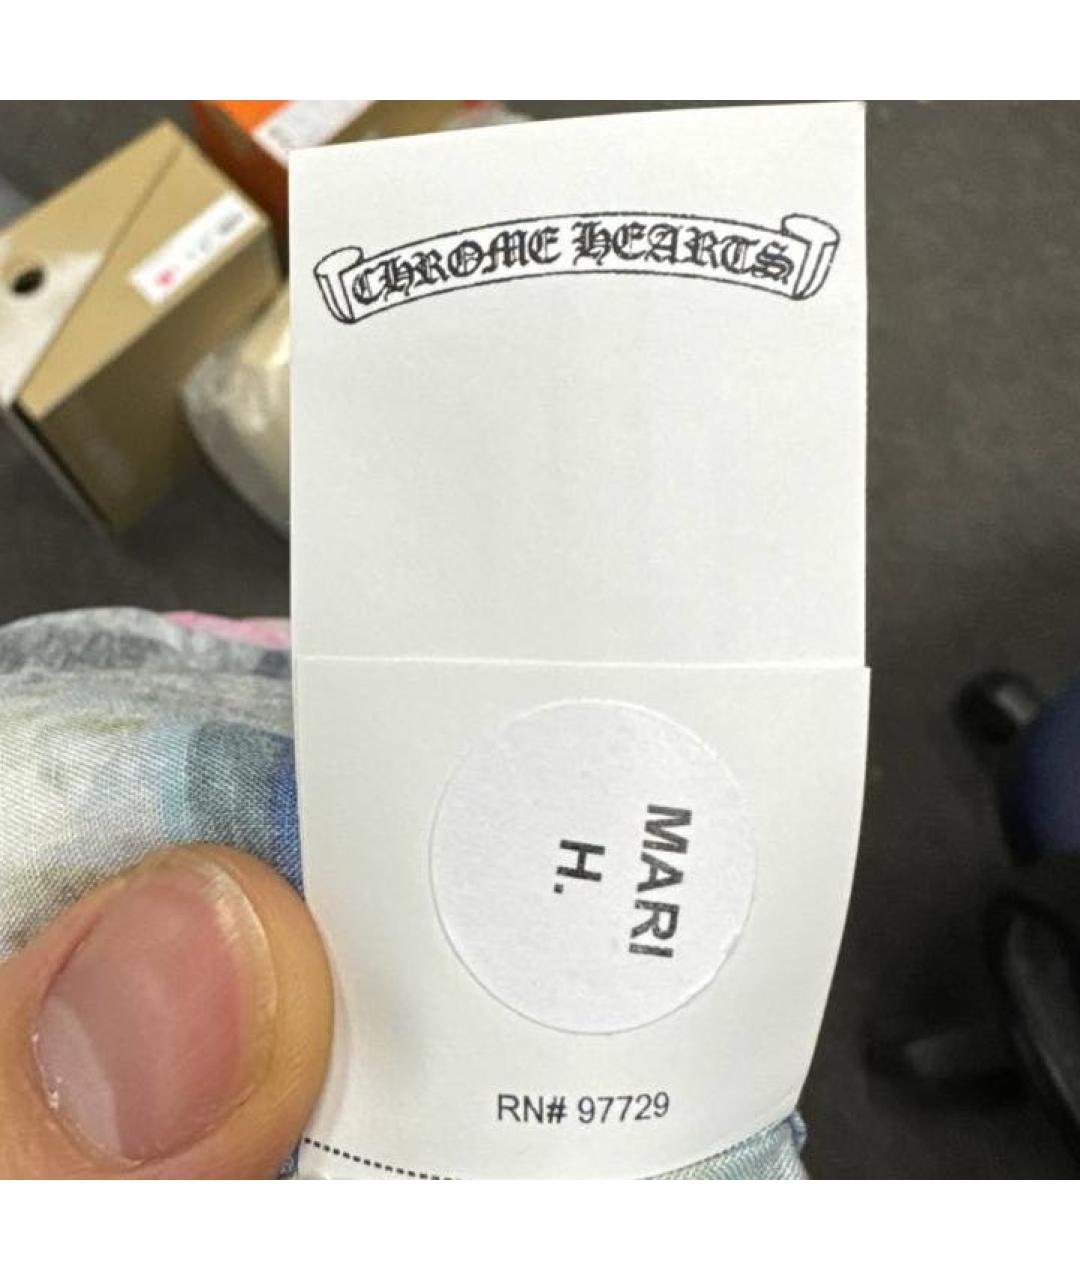 CHROME HEARTS
MARI
H.
RN# 97729